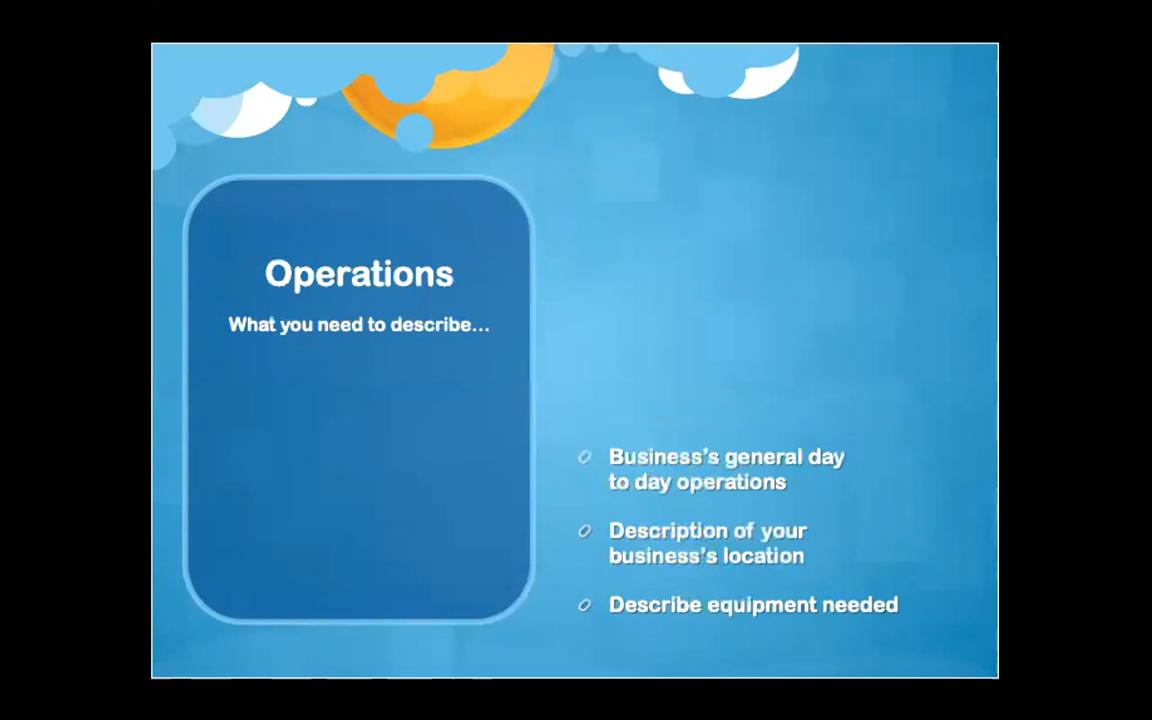 Operations
What you need to describe...
Business’s general day
to day operations
Description of your
business’s location
Describe equipment needed